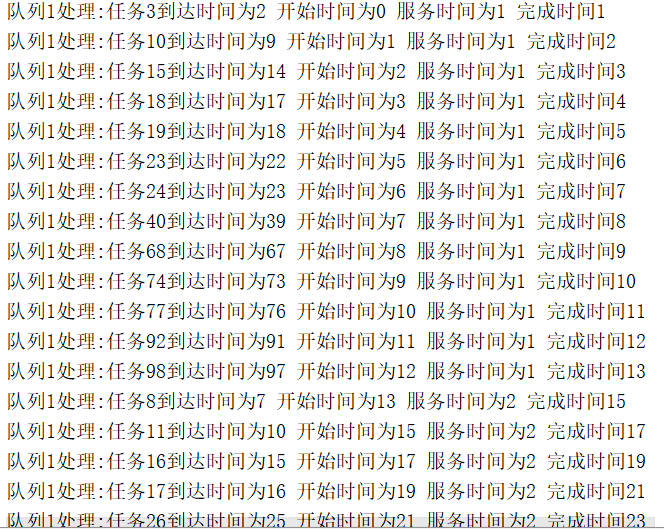 队列1处理:任务3到达时间为2 开始时间为0 服务时间为1 完成时间1
队列1处理:任务10到达时间为9 开始时间为1 服务时间为1 完成时间2
队列1处理:任务15到达时间为14 开始时间为2 服务时间为1 完成时间3
队列1处理:任务18到达时间为17 开始时间为3 服务时间为1 完成时间4
队列1处理:任务19到达时间为18 开始时间为4 服务时间为1 完成时间5
队列1处理:任务23到达时间为22 开始时间为5 服务时间为1 完成时间6
队列1处理:任务24到达时间为23 开始时间为6 服务时间为1 完成时间7
队列1处理:任务40到达时间为39 开始时间为7 服务时间为1 完成时间8
队列1处理:任务68到达时间为67 开始时间为8 服务时间为1 完成时间9
队列1处理:任务74到达时间为73 开始时间为9 服务时间为1 完成时间10
队列1处理:任务77到达时间为76 开始时间为10 服务时间为1 完成时间11
队列1处理:任务92到达时间为91 开始时间为11 服务时间为1 完成时间12
队列1处理:任务98到达时间为97 开始时间为12 服务时间为1 完成时间13
队列1处理:任务8到达时间为7 开始时间为13 服务时间为2 完成时间15
队列1处理:任务11到达时间为10 开始时间为15 服务时间为2 完成时间17
队列1处理:任务16到达时间为15 开始时间为17 服务时间为2 完成时间19
队列1处理:任务17到达时间为16 开始时间为19 服务时间为2 完成时间21
队列1处理:任务26到达时间为25 开始时间为21 服务时间为2 完成时间23